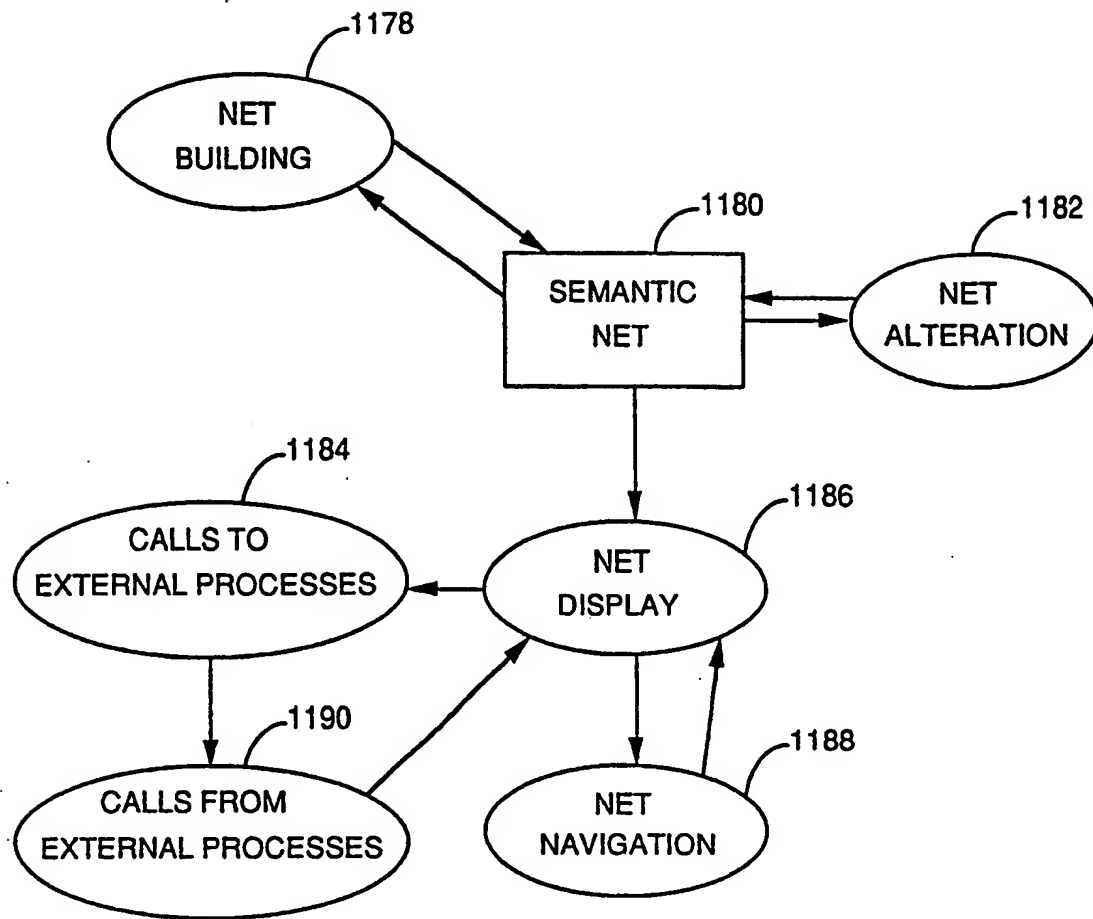 1178
NET
BUILDING
1180
SEMANTIC
NET
1182
NET
ALTERATION
1184
CALLS TO
EXTERNAL PROCESSES
1186
NET
DISPLAY
1190
CALLS FROM
EXTERNAL PROCESSES
1188
NET
NAVIGATION